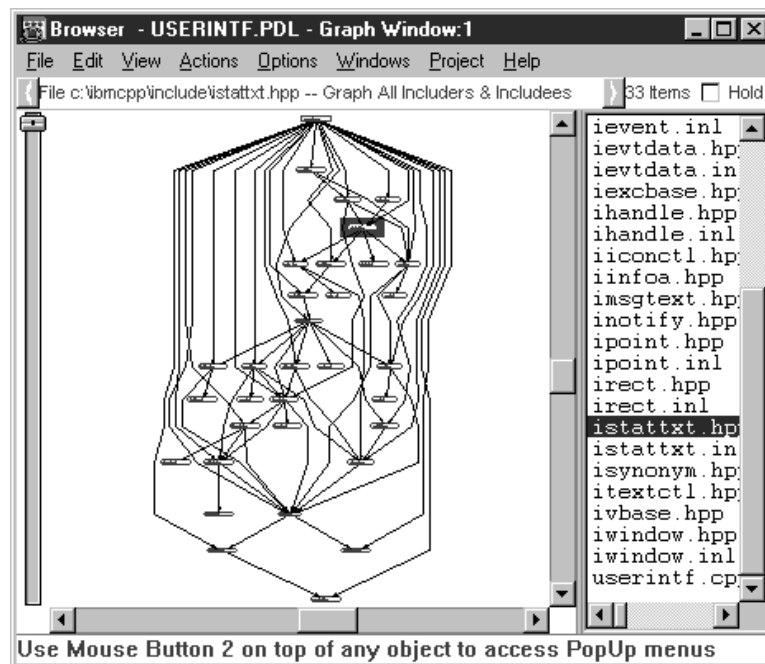 Browser - USERINTF.PDL - Graph Window:1
File Edit View Actions Options Windows Project Help
File c:\ibmcpp\include\istattxt.hpp -- Graph All Includers & Includees 33 Items Hold
ievent.inl
ievtdata.hp
ievtdata.in
iexcbase.hp
ihandle.hpp
ihandle.inl
iiconctl.hp
iinfoa.hpp
imsgtext.hp
inotify.hpp
ipoint.hpp
ipoint.inl
irect.hpp
irect.inl
istattxt.hp
istattxt.in
isynonym.hp
itextctl.hp
ivbase.hpp
iwindow.hpp
iwindow.inl
userintf.cp
Use Mouse Button 2 on top of any object to access PopUp menus